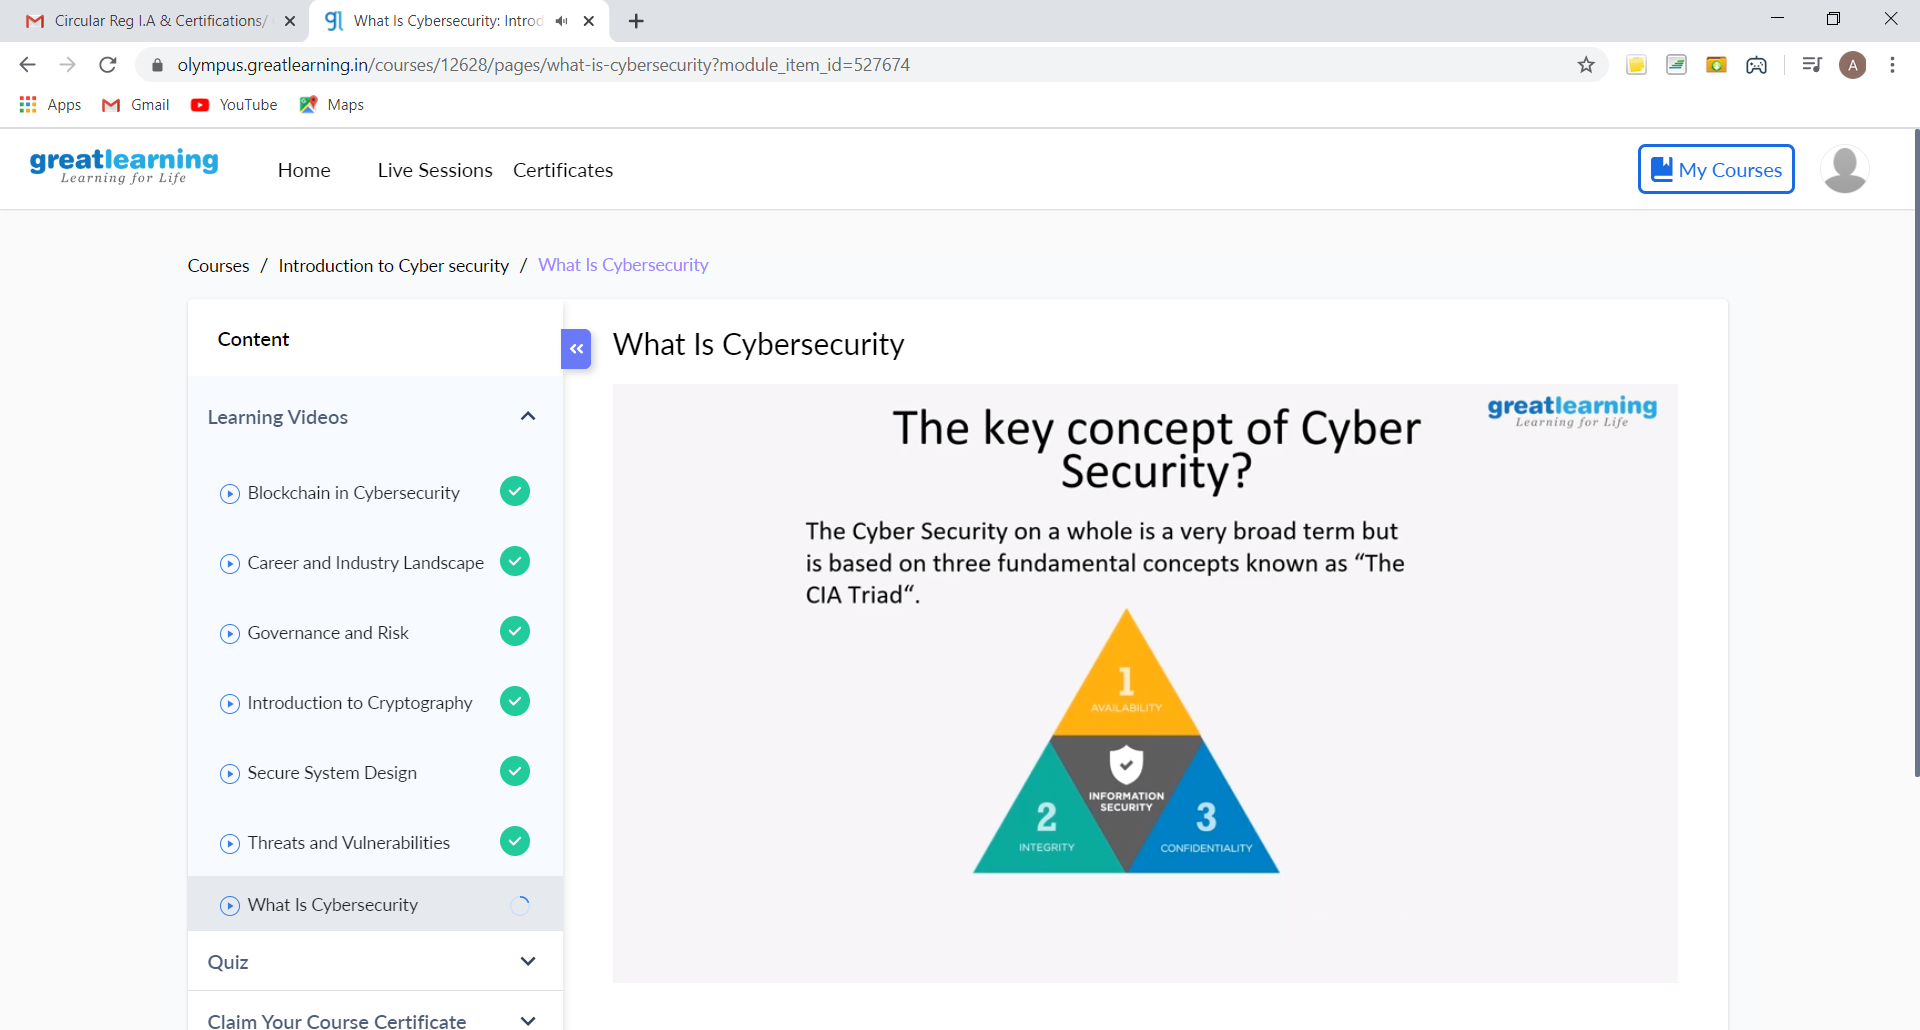 Circular Reg I.A & Certifications/
What Is Cybersecurity: Introd
olympus.greatlearning.in/courses/12628/pages/what-is-cybersecurity?module_item_id=527674
A
Apps
Gmail
YouTube
Maps
greatlearning
Learning for Life
Home
Live Sessions
Certificates
My Courses
Courses / Introduction to Cyber security / What Is Cybersecurity
Content
Learning Videos
Blockchain in Cybersecurity
Career and Industry Landscape
Governance and Risk
Introduction to Cryptography
Secure System Design
Threats and Vulnerabilities
What Is Cybersecurity
Quiz
Claim Your Course Certificate
What Is Cybersecurity
greatlearning
Learning for Life
The key concept of Cyber
Security?
The Cyber Security on a whole is a very broad term but
is based on three fundamental concepts known as “The
CIA Triad“.
1
AVAILABILITY
INFORMATION
SECURITY
2
INTEGRITY
3
CONFIDENTIALITY